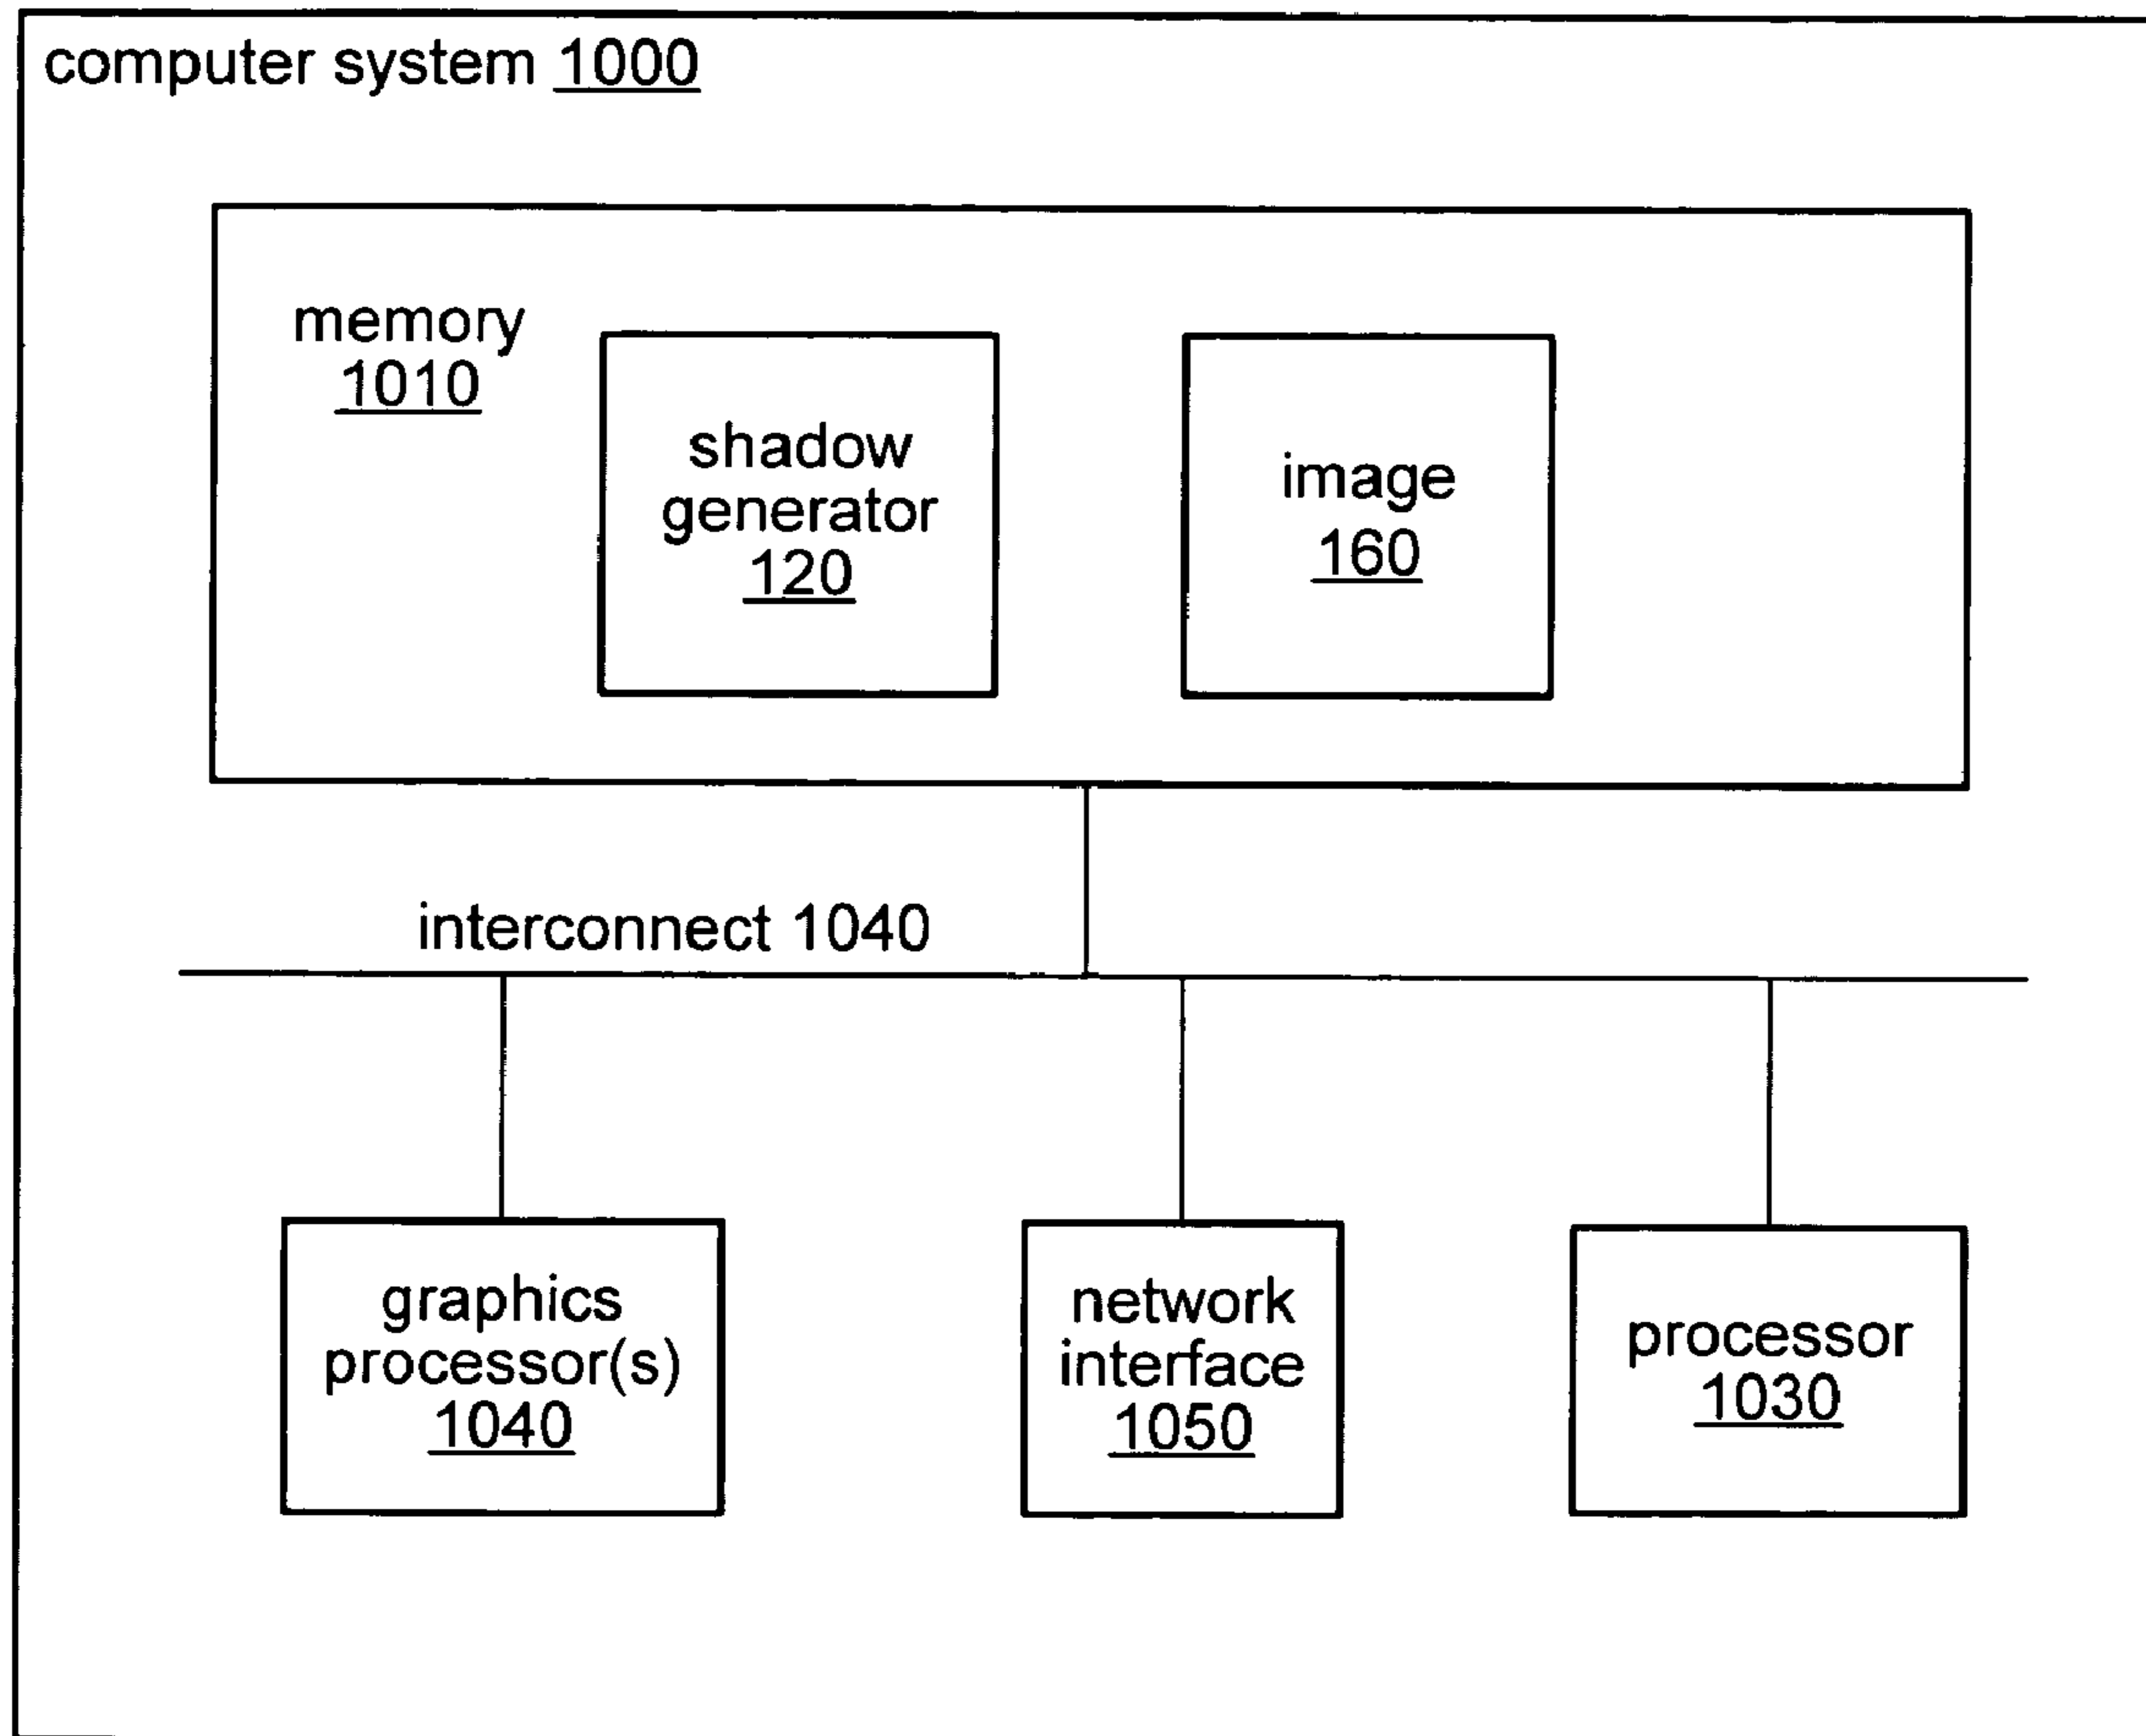 computer system 1000
memory
1010
shadow
generator
120
image
160
interconnect 1040
graphics
processor(s)
1040
network
interface
1050
processor
1030